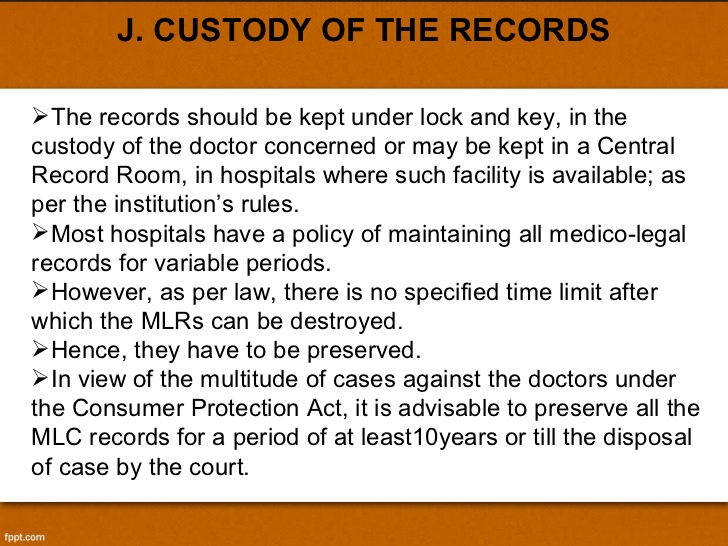 J. CUSTODY OF THE RECORDS
➢The records should be kept under lock and key, in the
custody of the doctor concerned or may be kept in a Central
Record Room, in hospitals where such facility is available; as
per the institution’s rules.
➢Most hospitals have a policy of maintaining all medico-legal
records for variable periods.
➢However, as per law, there is no specified time limit after
which the MLRs can be destroyed.
➢Hence, they have to be preserved.
➢In view of the multitude of cases against the doctors under
the Consumer Protection Act, it is advisable to preserve all the
MLC records for a period of at least10years or till the disposal
of case by the court.
fppt.com